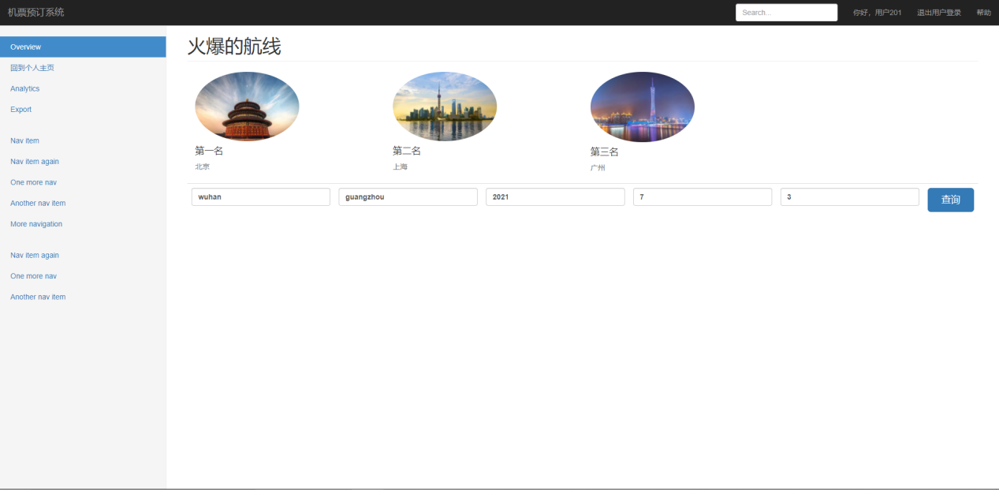 机票预订系统
Search...
你好，用户201
退出用户登录
帮助
Overview
回到个人主页
Analytics
Export
Nav item
Nav item again
One more nav
Another nav item
More navigation
Nav item again
One more nav
Another nav item
火爆的航线
第一名
北京
第二名
上海
第三名
广州
wuhan
guangzhou
2021
7
3
查询